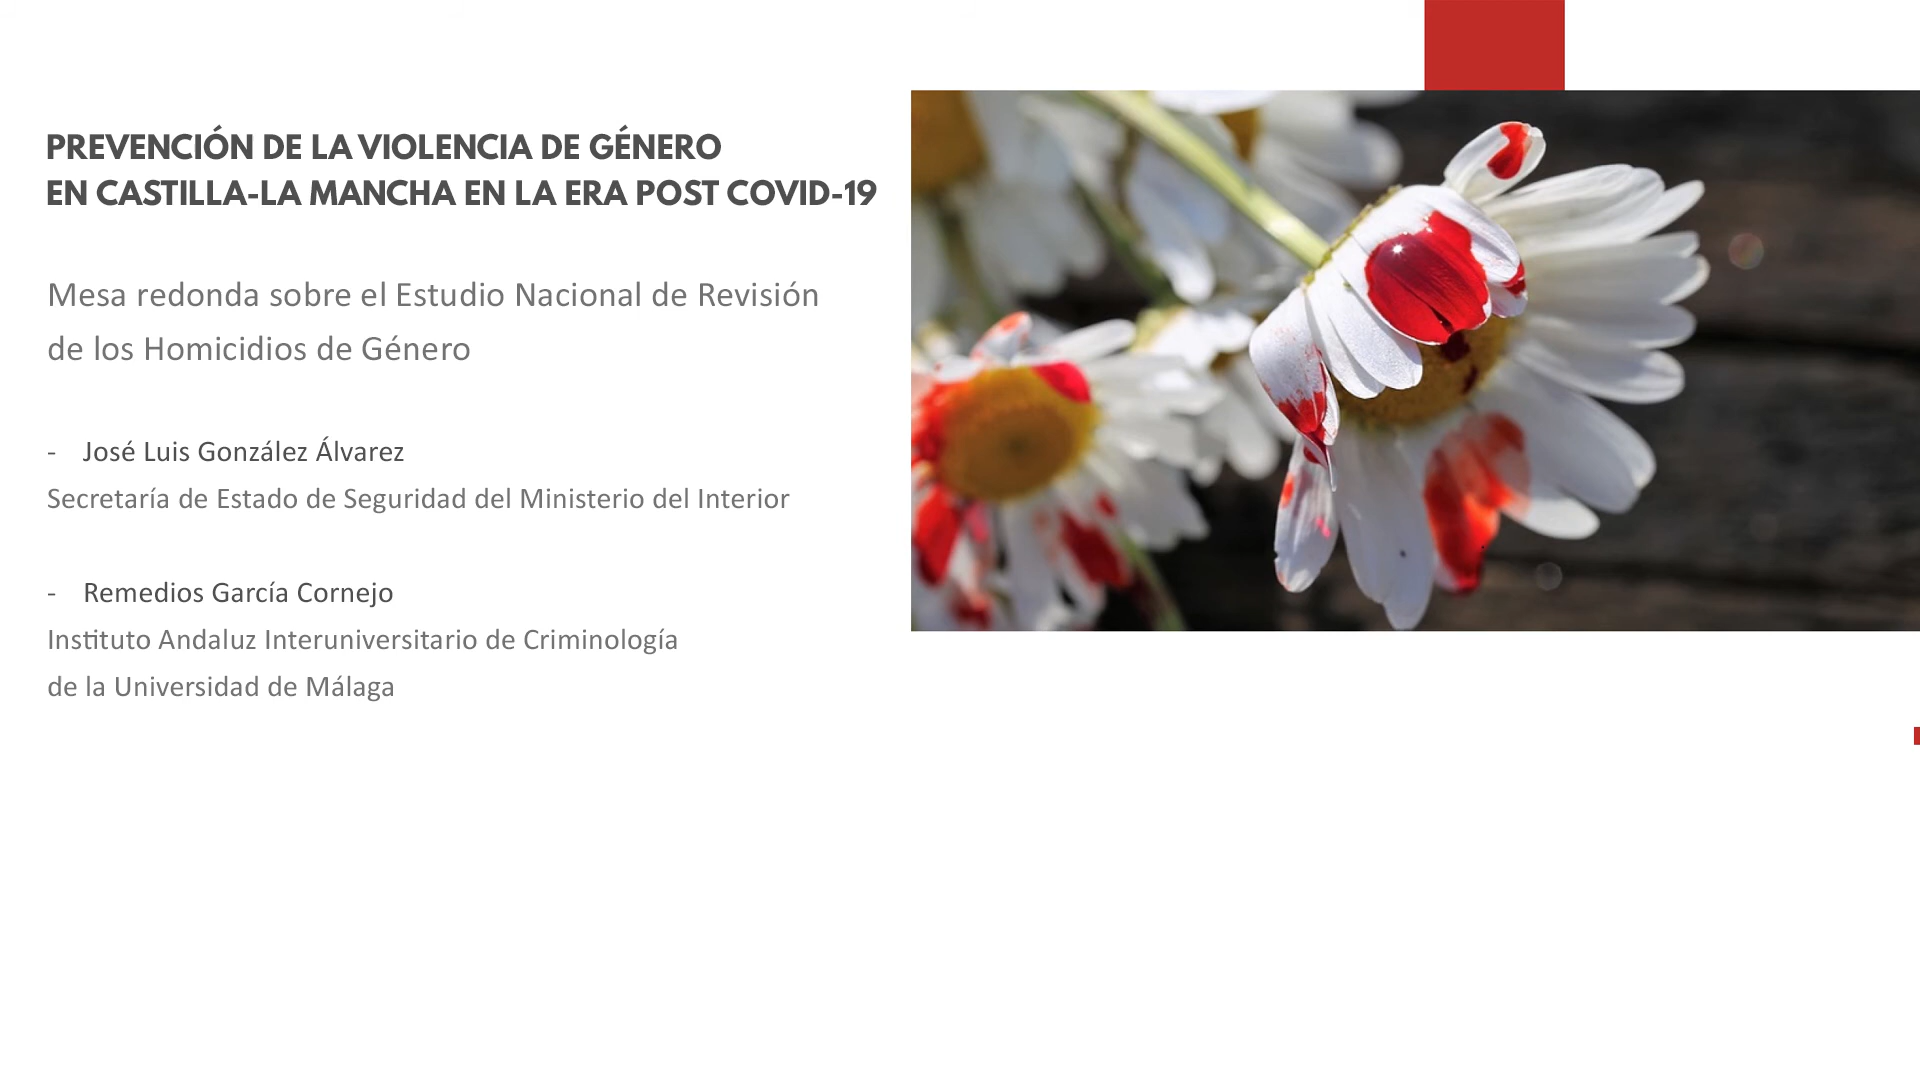 PREVENCIÓN DE LA VIOLENCIA DE GÉNERO
EN CASTILLA-LA MANCHA EN LA ERA POST COVID-19
Mesa redonda sobre el Estudio Nacional de Revisión
de los Homicidios de Género
- José Luis González Álvarez
Secretaría de Estado de Seguridad del Ministerio del Interior
- Remedios García Cornejo
Instituto Andaluz Interuniversitario de Criminología
de la Universidad de Málaga